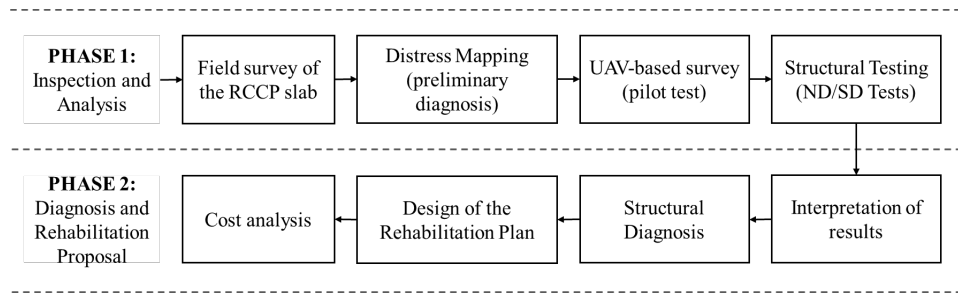 PHASE 1:
Inspection and
Analysis
Field survey of
the RCCP slab
Distress Mapping
(preliminary
diagnosis)
UAV-based survey
(pilot test)
Structural Testing
(ND/SD Tests)
PHASE 2:
Diagnosis and
Rehabilitation
Proposal
Cost analysis
Design of the
Rehabilitation Plan
Structural
Diagnosis
Interpretation of
results